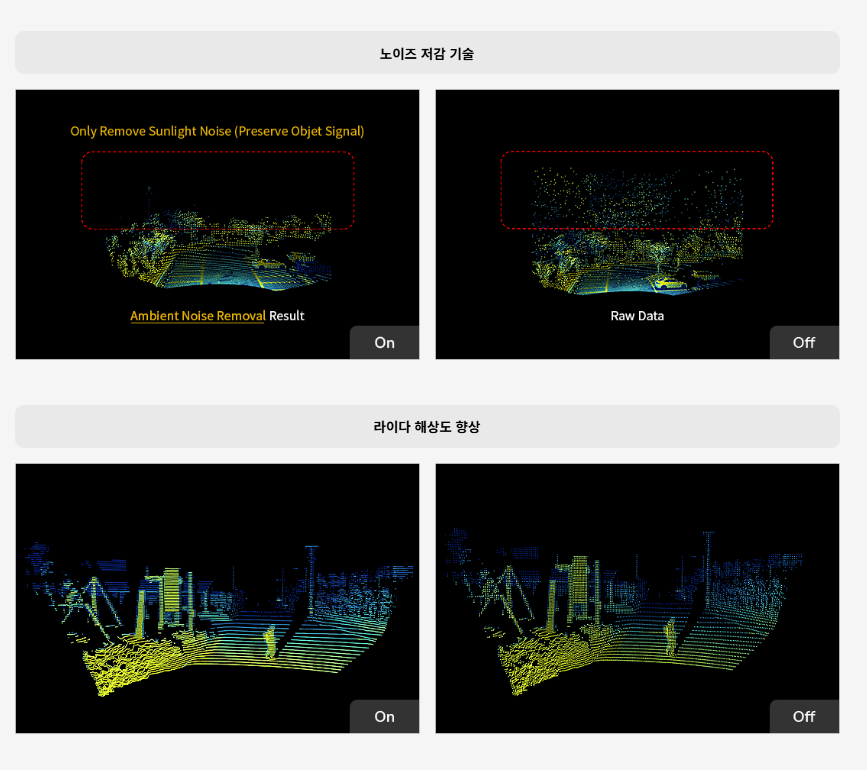 노이즈 저감 기술
Only Remove Sunlight Noise (Preserve Objet Signal)
Ambient Noise Removal Result
On
Raw Data
Off
라이다 해상도 향상
On
Off